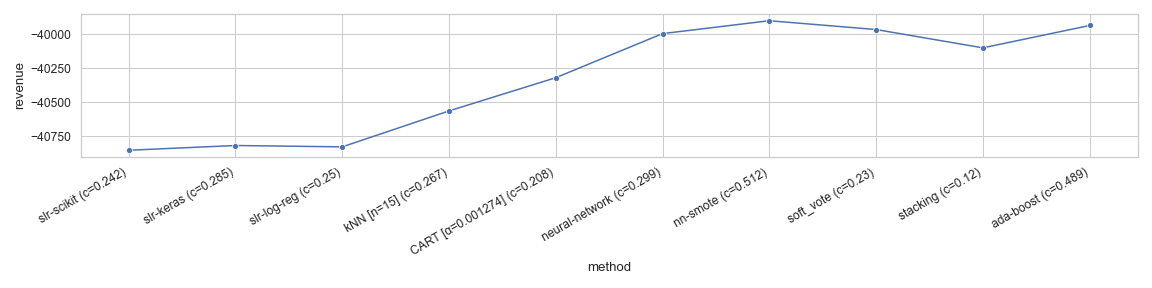 revenue
−40000
−40250
−40500
−40750
slr-scikit (c=0.242)
slr-keras (c=0.285)
slr-log-reg (c=0.25)
kNN [n=15] (c=0.267)
CART [α=0.001274] (c=0.208)
neural-network (c=0.299)
nn-smote (c=0.512)
soft_vote (c=0.23)
stacking (c=0.12)
ada-boost (c=0.489)
method